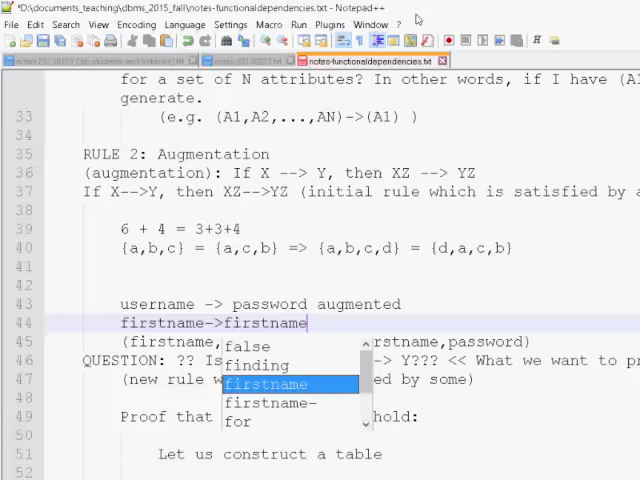 *D:\documents_teaching\dbms_2015_fall\notes-functionaldependencies.txt - Notepad++
File Edit Search View Encoding Language Settings Macro Run Plugins Window ?
notes-functionaldependencies.txt
for a set of N attributes? In other words, if I have (A1
generate.
33 (e.g. (A1,A2,...,AN)->(A1) )
34
35 RULE 2: Augmentation
36 (augmentation): If X --> Y, then XZ --> YZ
37 If X-->Y, then XZ-->YZ (initial rule which is satisfied by a
38
39 6 + 4 = 3+3+4
40 {a,b,c} = {a,c,b} => {a,b,c,d} = {d,a,c,b}
41
42
43 username -> password augmented
44 firstname->firstname
45 (firstname, rstname,password)
46 QUESTION: ?? Is -> Y??? << What we want to pr
47 (new rule w ed by some)
48
49 Proof that hold:
50
51 Let us construct a table
52
false
finding
firstname
firstname-
for